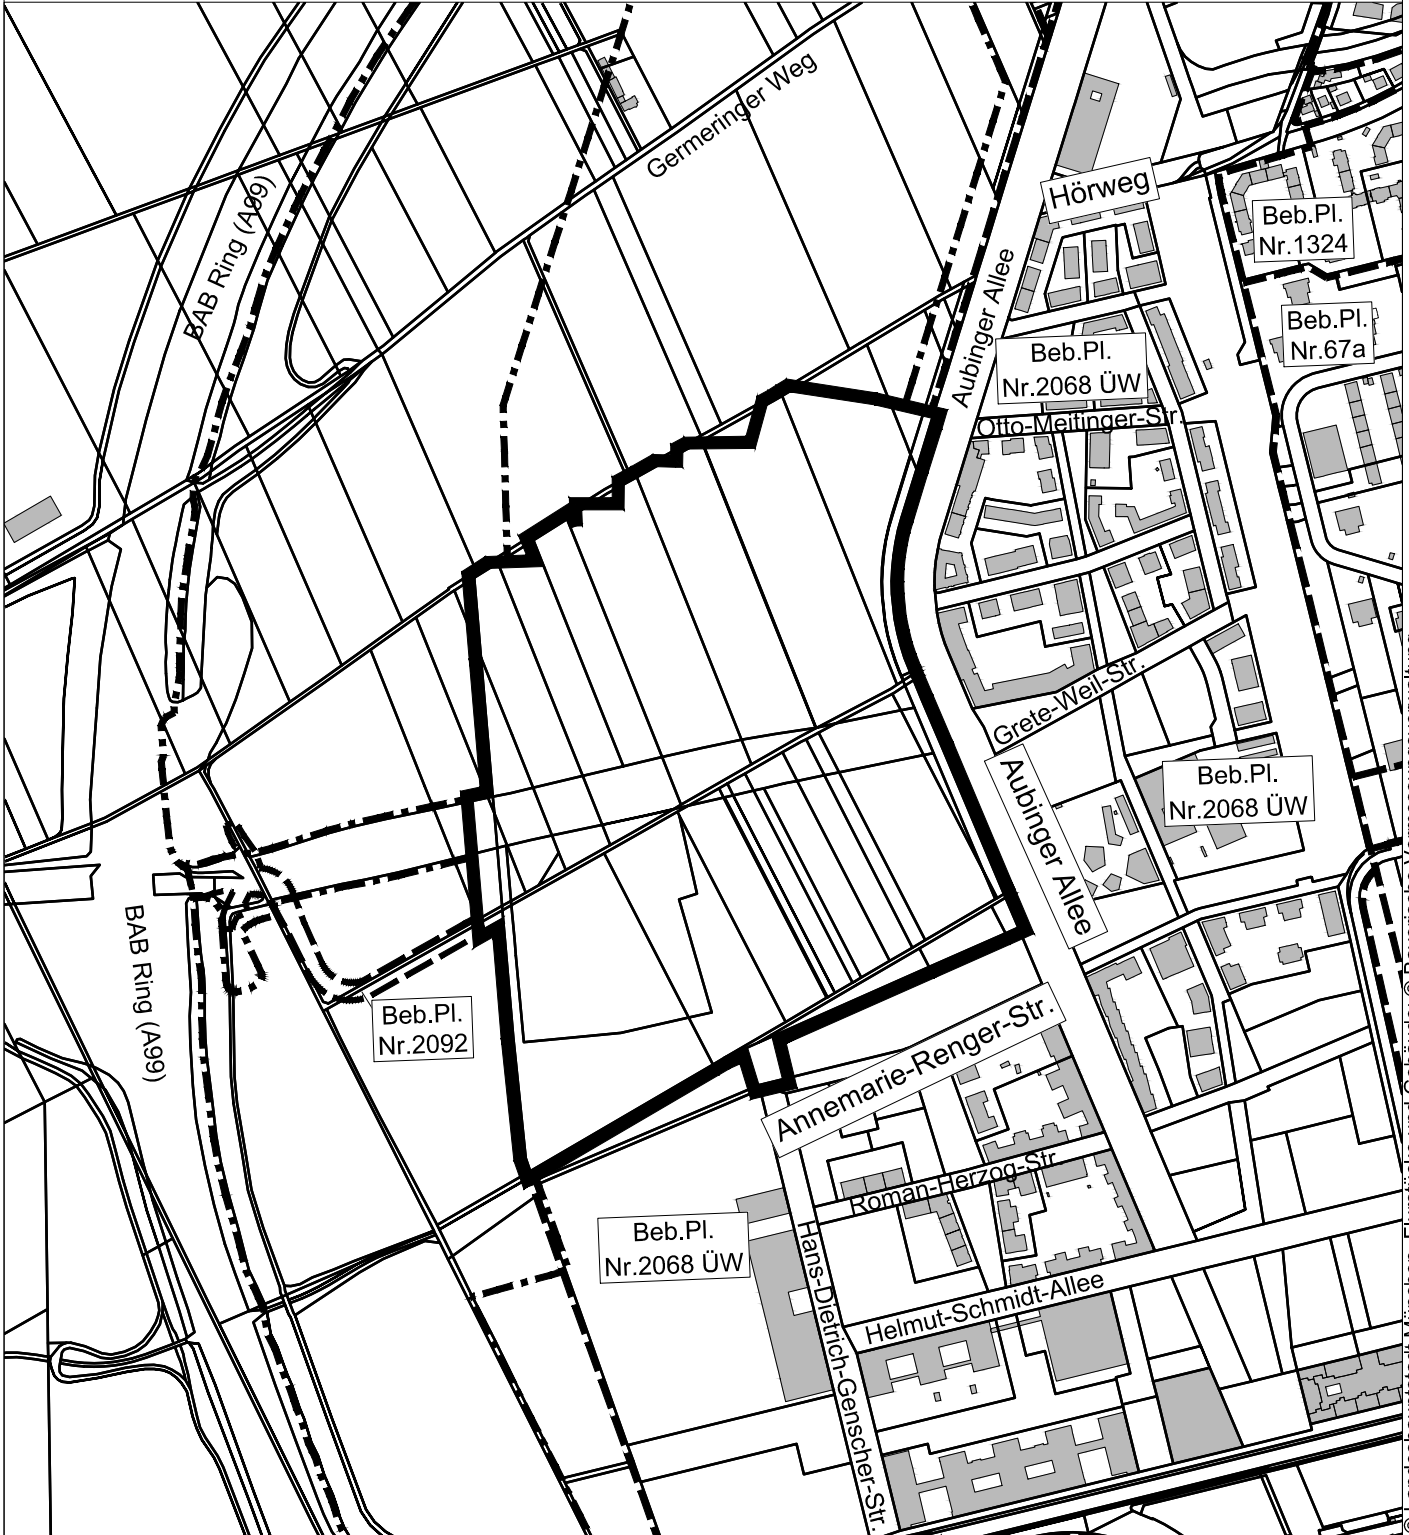 Germeringer Weg
BAB Ring (A99)
Hörweg
Beb.Pl.
Nr.1324
Aubinger Allee
Beb.Pl.
Nr.67a
Beb.Pl.
Nr.2068 ÜW
Otto-Meitinger-Str.
Grete-Weil-Str.
Aubinger Allee
Beb.Pl.
Nr.2068 ÜW
BAB Ring (A99)
Beb.Pl.
Nr.2092
Annemarie-Renger-Str.
Roman-Herzog-Str.
Beb.Pl.
Nr.2068 ÜW
Hans-Dietrich-Genscher-Str.
Helmut-Schmidt-Allee